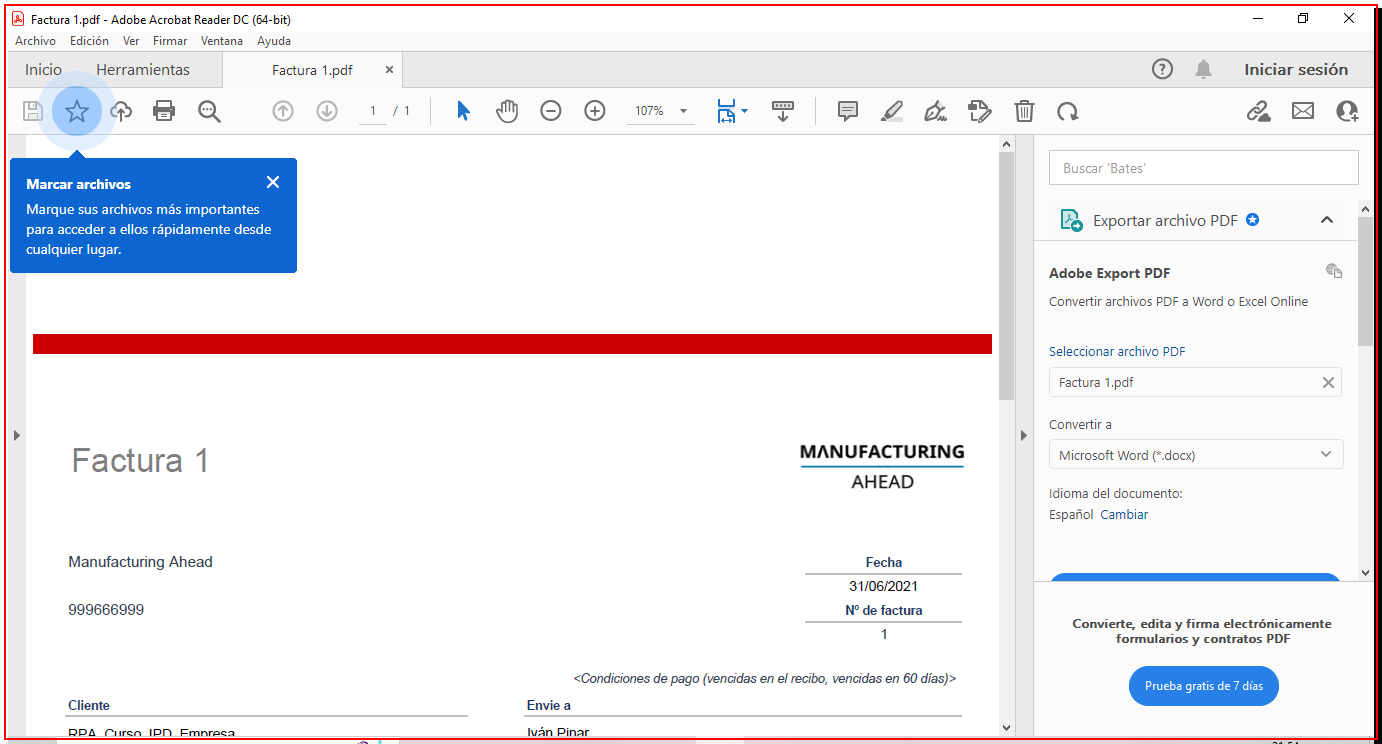 Factura 1.pdf - Adobe Acrobat Reader DC (64-bit)
Archivo Edición Ver Firmar Ventana Ayuda
Inicio Herramientas Factura 1.pdf Iniciar sesión
1 / 1 107%
Marcar archivos
Marque sus archivos más importantes
para acceder a ellos rápidamente desde
cualquier lugar.
Factura 1
MANUFACTURING
AHEAD
Manufacturing Ahead
999666999
Fecha
31/06/2021
Nº de factura
1
<Condiciones de pago (vencidas en el recibo, vencidas en 60 días)>
Cliente
RPA_Curso_IPD_Empresa
Envie a
Iván Pinar
Buscar 'Bates'
Exportar archivo PDF
Adobe Export PDF
Convertir archivos PDF a Word o Excel Online
Seleccionar archivo PDF
Factura 1.pdf
Convertir a
Microsoft Word (*.docx)
Idioma del documento:
Español Cambiar
Convierte, edita y firma electrónicamente
formularios y contratos PDF
Prueba gratis de 7 días